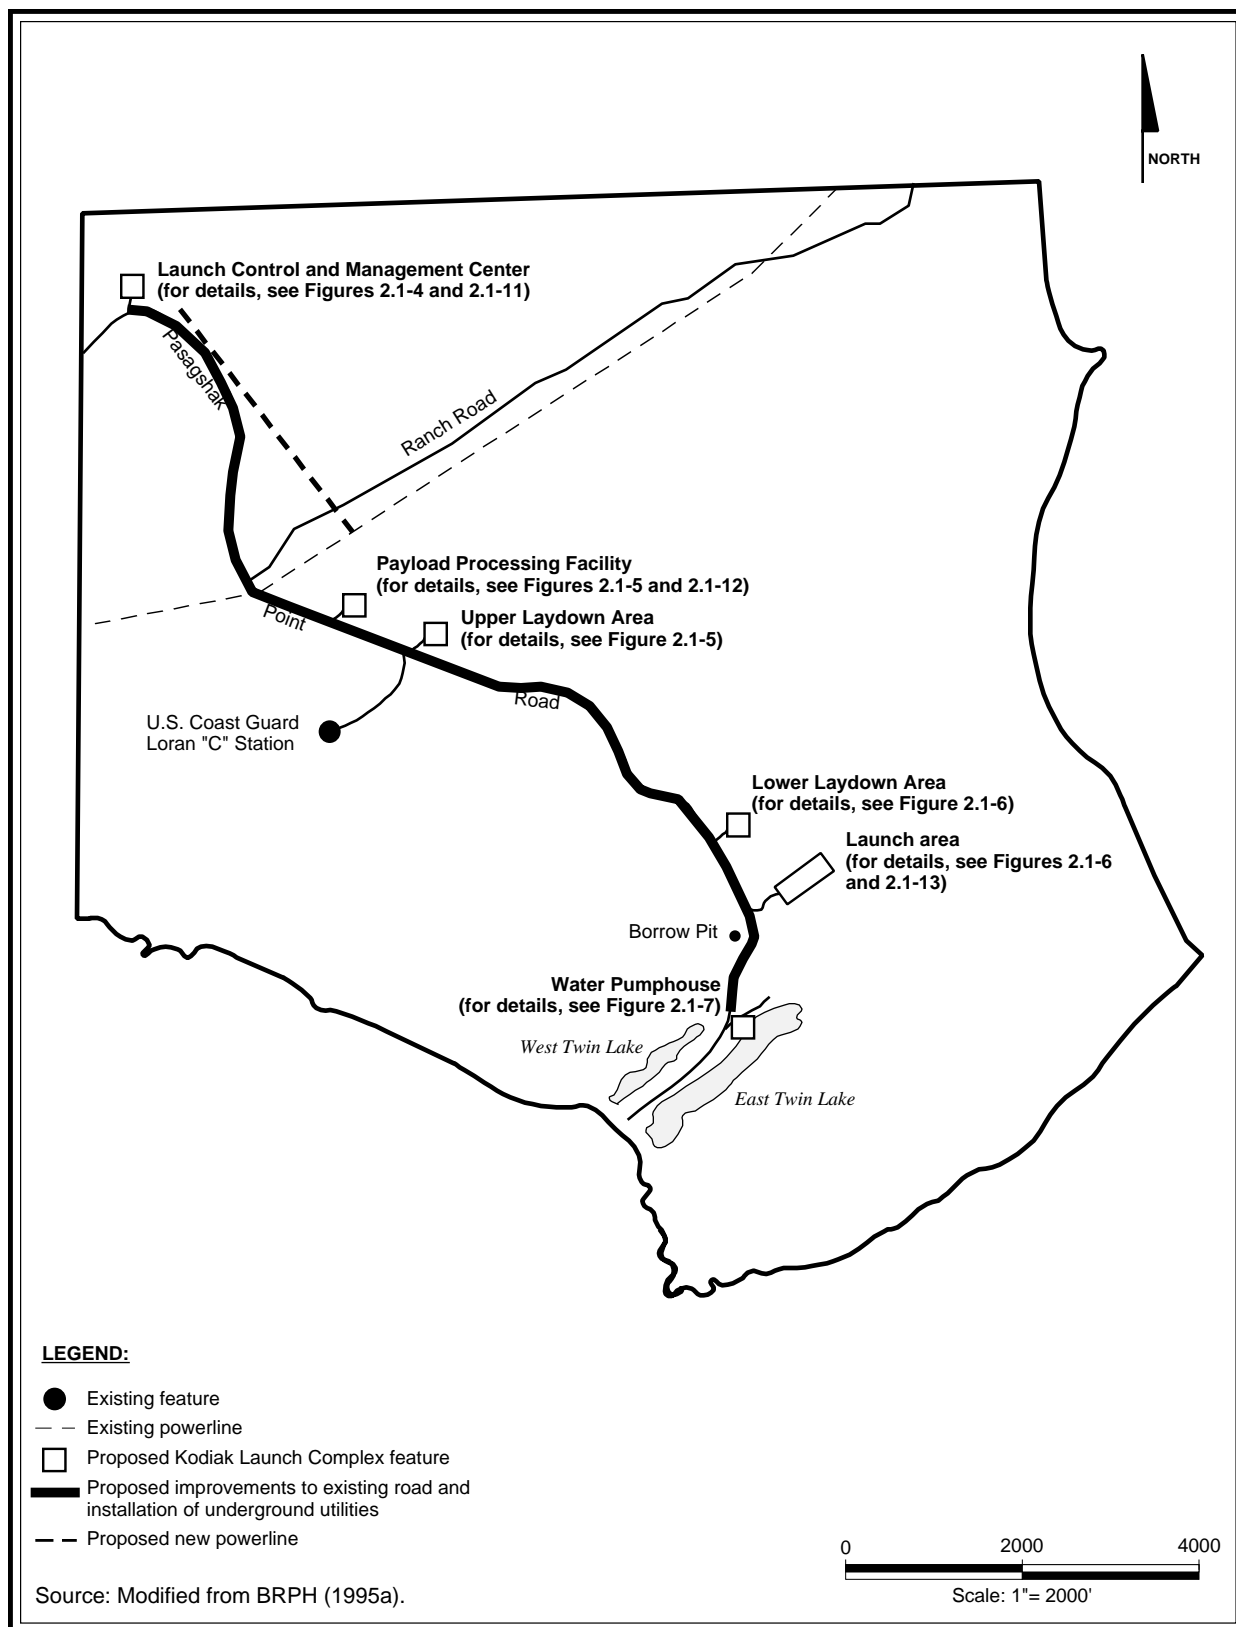 NORTH
Launch Control and Management Center
(for details, see Figures 2.1-4 and 2.1-11)
Pasagshak
Ranch Road
Payload Processing Facility
(for details, see Figures 2.1-5 and 2.1-12)
Point
Upper Laydown Area
(for details, see Figure 2.1-5)
Road
U.S. Coast Guard
Loran "C" Station
Lower Laydown Area
(for details, see Figure 2.1-6)
Launch area
(for details, see Figures 2.1-6
and 2.1-13)
Borrow Pit
Water Pumphouse
(for details, see Figure 2.1-7)
West Twin Lake
East Twin Lake
LEGEND:
Existing feature
Existing powerline
Proposed Kodiak Launch Complex feature
Proposed improvements to existing road and
installation of underground utilities
Proposed new powerline
0 2000 4000
Scale: 1"= 2000'
Source: Modified from BRPH (1995a).